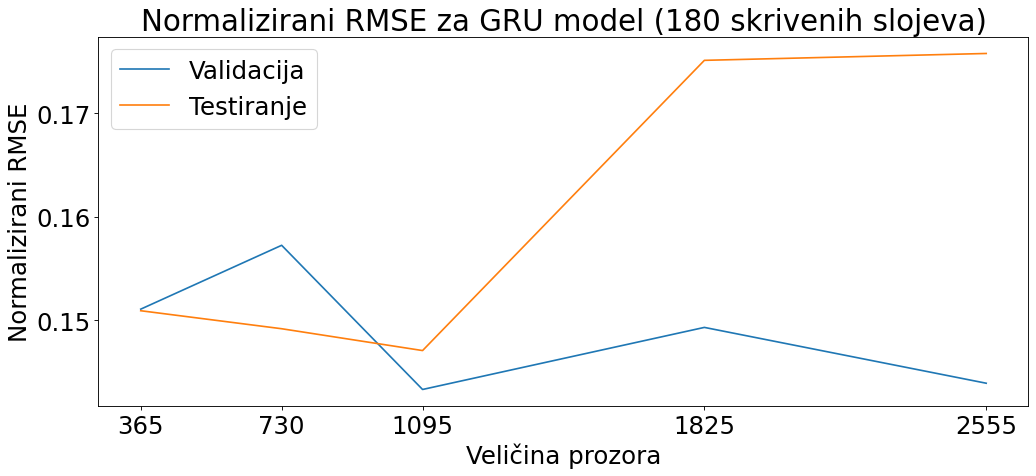 Normalizirani RMSE za GRU model (180 skrivenih slojeva)
Validacija
Testiranje
Normalizirani RMSE
0.17
0.16
0.15
365 730 1095 1825 2555
Veličina prozora